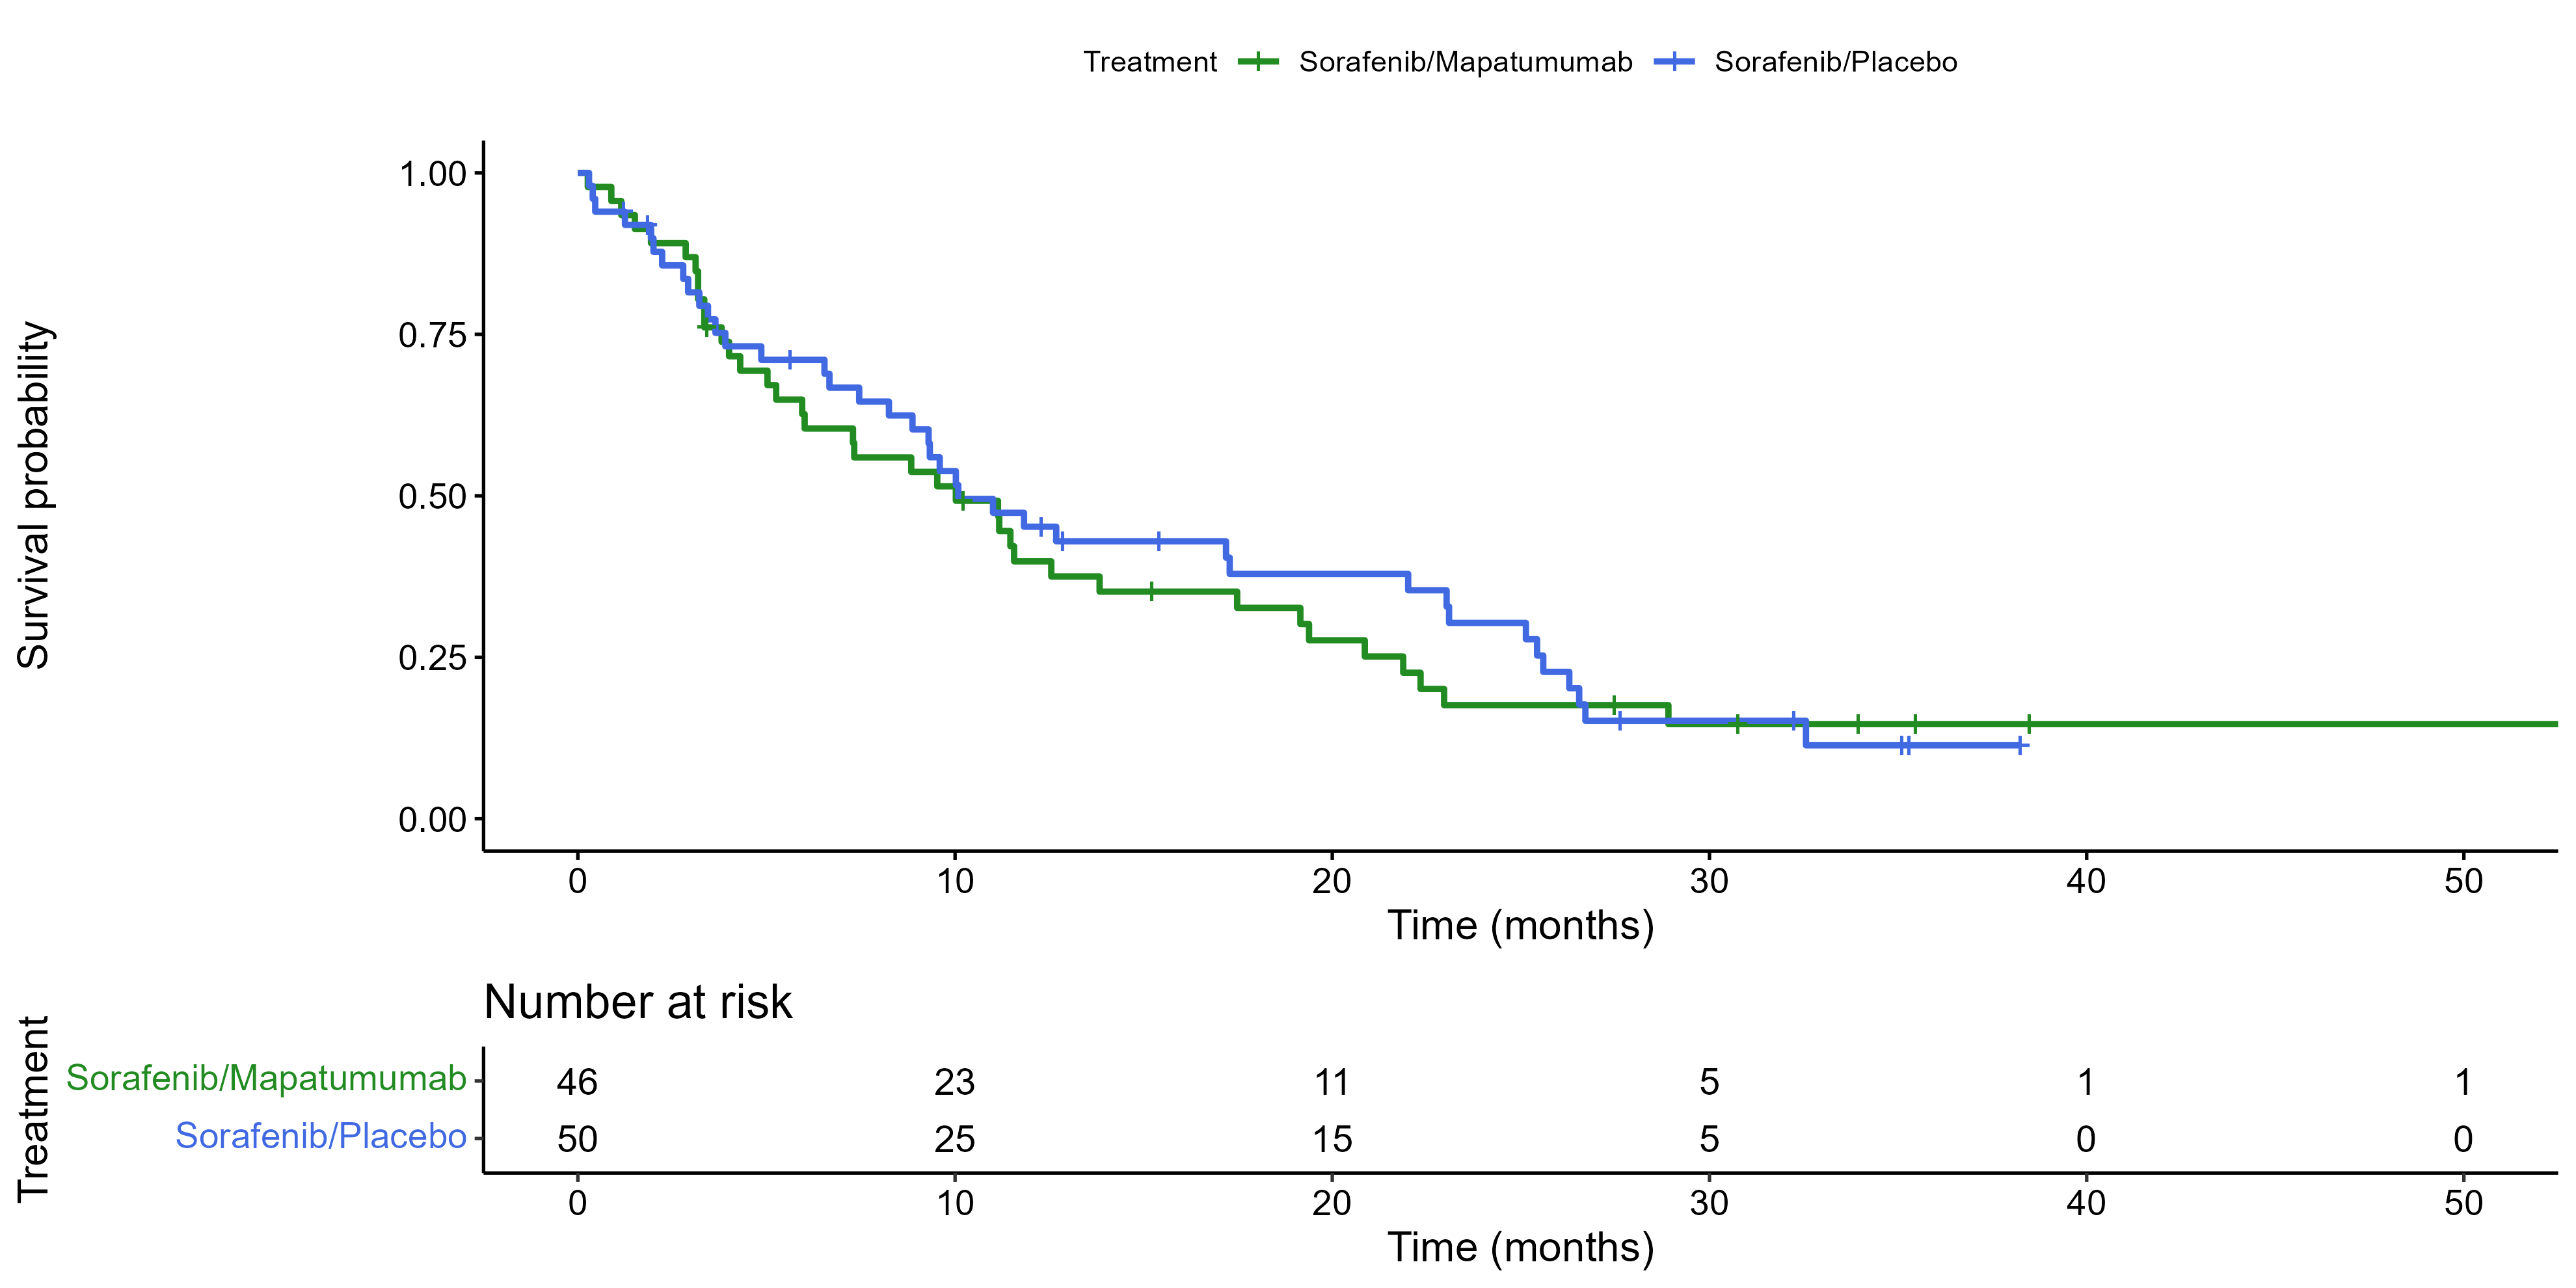 Treatment Sorafenib/Mapatumumab Sorafenib/Placebo
Survival probability
1.00
0.75
0.50
0.25
0.00
0 10 20 30 40 50
Time (months)
Number at risk
Treatment
Sorafenib/Mapatumumab 46 23 11 5 1 1
Sorafenib/Placebo 50 25 15 5 0 0
0 10 20 30 40 50
Time (months)